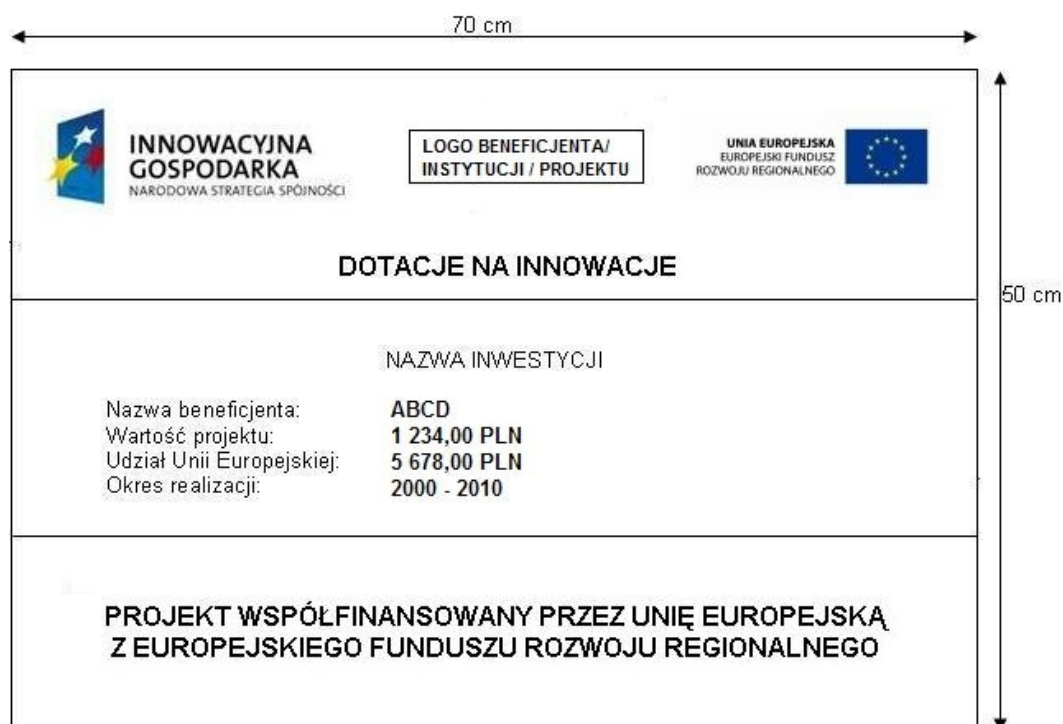 70 cm
INNOWACYJNA
GOSPODARKA
NARODOWA STRATEGIA SPÓJNOŚCI
LOGO BENEFICJENTA/
INSTYTUCJI / PROJEKTU
UNIA EUROPEJSKA
EUROPEJSKI FUNDUSZ
ROZWOJU REGIONALNEGO
DOTACJE NA INNOWACJE
50 cm
NAZWA INWESTYCJI
Nazwa beneficjenta: ABCD
Wartość projektu: 1 234,00 PLN
Udział Unii Europejskiej: 5 678,00 PLN
Okres realizacji: 2000 - 2010
PROJEKT WSPÓŁFINANSOWANY PRZEZ UNIĘ EUROPEJSKĄ
Z EUROPEJSKIEGO FUNDUSZU ROZWOJU REGIONALNEGO